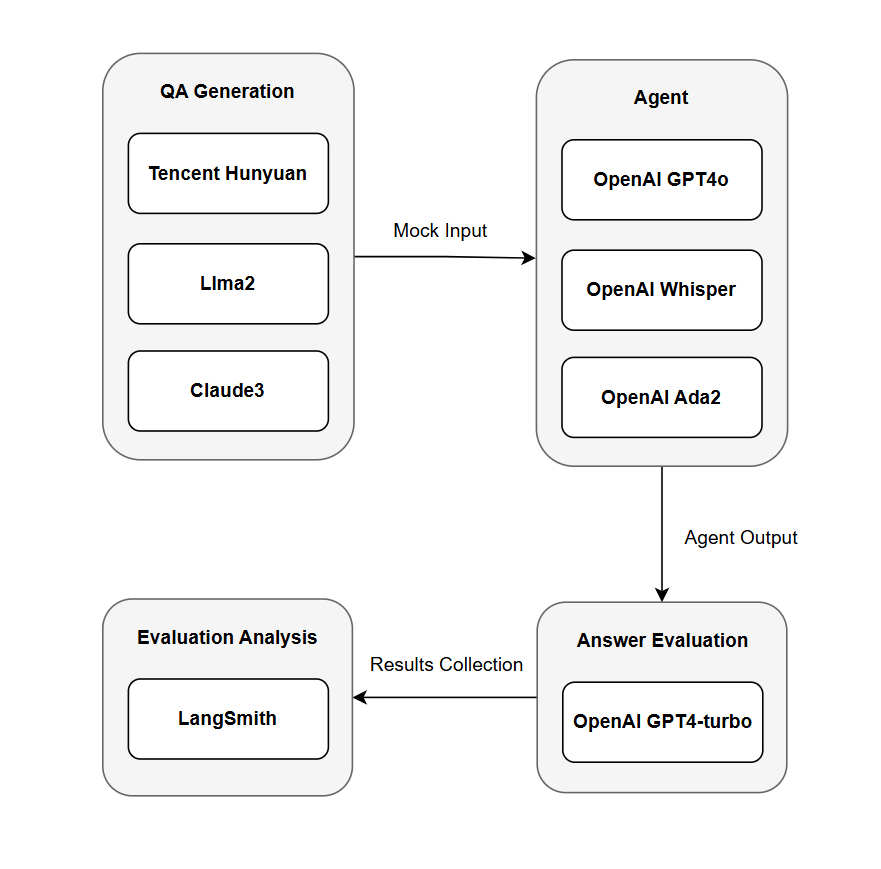 QA Generation
Tencent Hunyuan
Llma2
Claude3
Mock Input
Agent
OpenAI GPT4o
OpenAI Whisper
OpenAI Ada2
Agent Output
Answer Evaluation
OpenAI GPT4-turbo
Results Collection
Evaluation Analysis
LangSmith